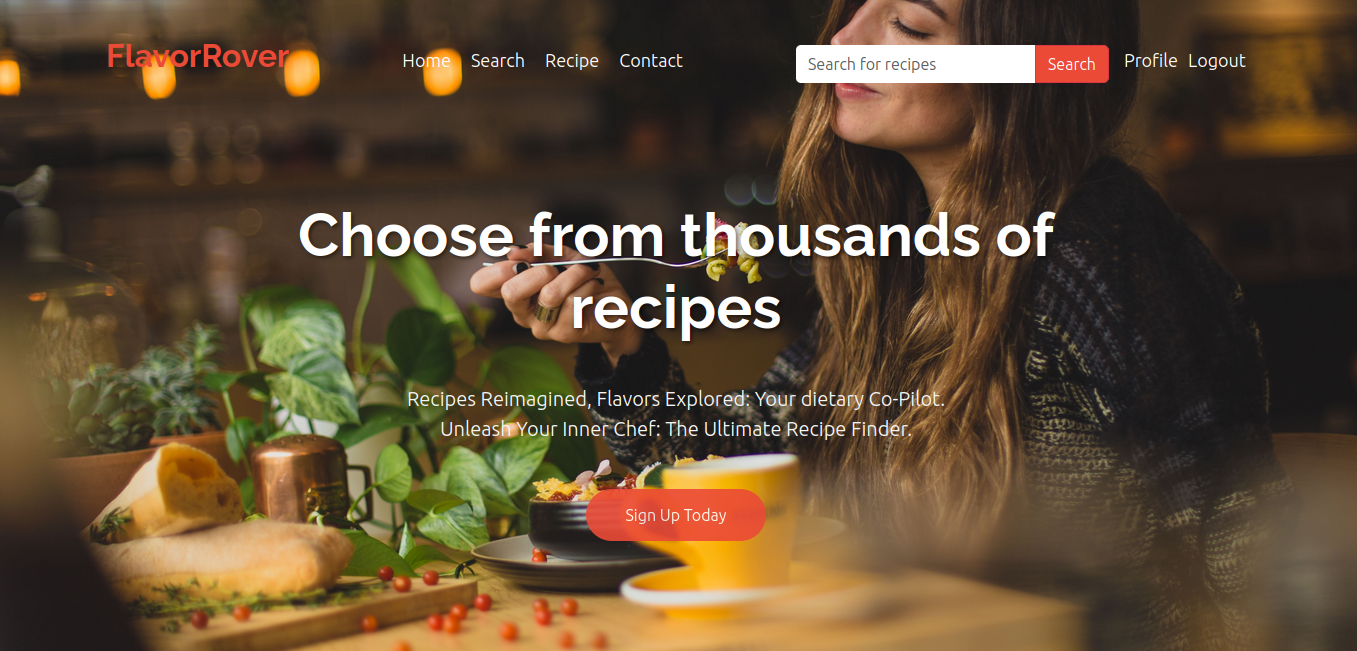 FlavorRover
Home Search Recipe Contact
Search for recipes Search Profile Logout
Choose from thousands of
recipes
Recipes Reimagined, Flavors Explored: Your dietary Co-Pilot.
Unleash Your Inner Chef: The Ultimate Recipe Finder.
Sign Up Today